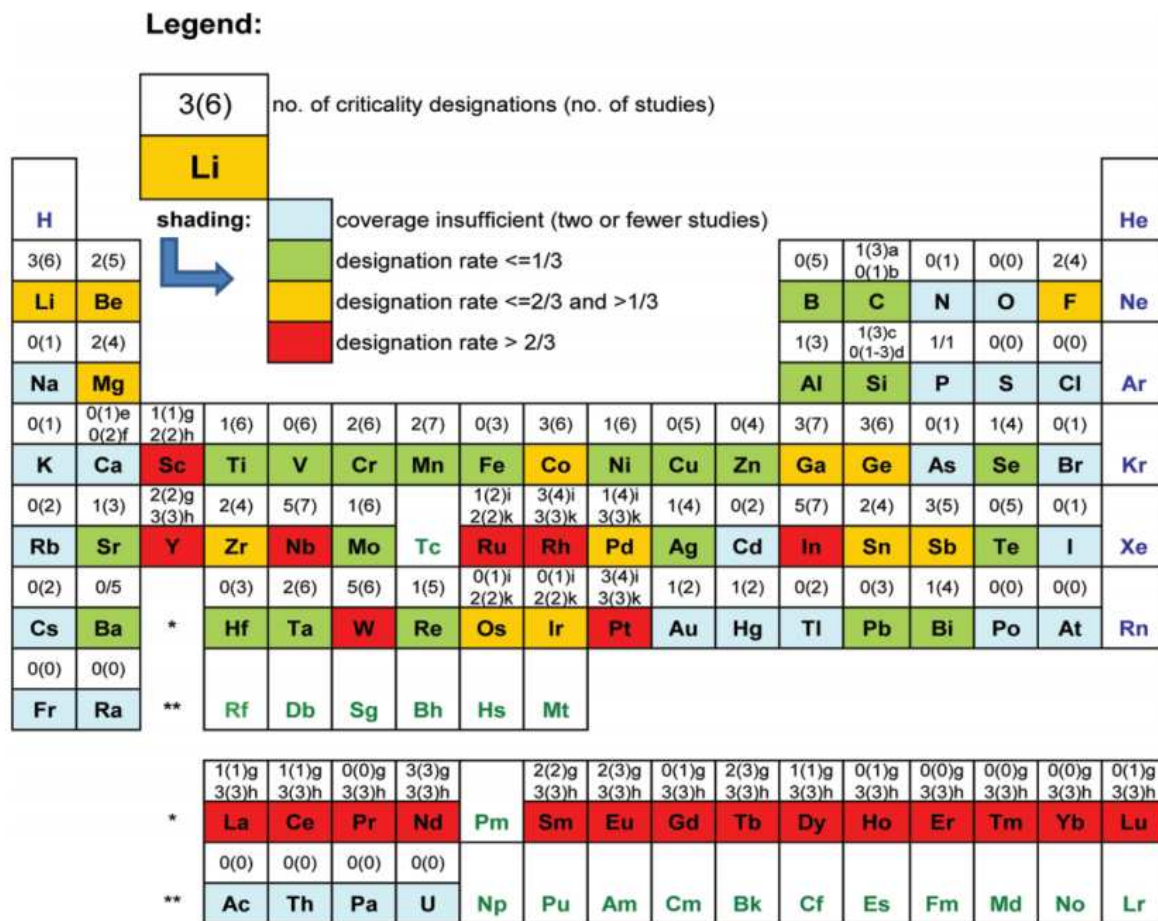 Legend:
3(6) no. of criticality designations (no. of studies)
Li
shading: coverage insufficient (two or fewer studies)
designation rate <=1/3
designation rate <=2/3 and >1/3
designation rate > 2/3
H He
3(6) 2(5) 0(5) 1(3)a 0(1)b 0(1) 0(0) 2(4)
Li Be B C N O F Ne
0(1) 2(4) 1(3) 1(3)c 0(1-3)d 1/1 0(0) 0(0)
Na Mg Al Si P S Cl Ar
0(1) 0(1)e 0(2)f 1(1)g 2(2)h 1(6) 0(6) 2(6) 2(7) 0(3) 3(6) 1(6) 0(5) 0(4) 3(7) 3(6) 0(1) 1(4) 0(1)
K Ca Sc Ti V Cr Mn Fe Co Ni Cu Zn Ga Ge As Se Br Kr
0(2) 1(3) 2(2)g 3(3)h 2(4) 5(7) 1(6) 1(2)i 2(2)k 3(4)i 3(3)k 1(4)i 3(3)k 1(4) 0(2) 5(7) 2(4) 3(5) 0(5) 0(1)
Rb Sr Y Zr Nb Mo Tc Ru Rh Pd Ag Cd In Sn Sb Te I Xe
0(2) 0/5 0(3) 2(6) 5(6) 1(5) 0(1)i 2(2)k 0(1)i 2(2)k 3(4)i 3(3)k 1(2) 1(2) 0(2) 0(3) 1(4) 0(0) 0(0)
Cs Ba * Hf Ta W Re Os Ir Pt Au Hg Tl Pb Bi Po At Rn
0(0) 0(0)
Fr Ra ** Rf Db Sg Bh Hs Mt
1(1)g 1(1)g 0(0)g 3(3)g 2(2)g 2(3)g 0(1)g 2(3)g 1(1)g 0(1)g 0(0)g 0(0)g 0(0)g 0(1)g
3(3)h 3(3)h 3(3)h 3(3)h 3(3)h 3(3)h 3(3)h 3(3)h 3(3)h 3(3)h 3(3)h 3(3)h 3(3)h 3(3)h
* La Ce Pr Nd Pm Sm Eu Gd Tb Dy Ho Er Tm Yb Lu
0(0) 0(0) 0(0) 0(0)
** Ac Th Pa U Np Pu Am Cm Bk Cf Es Fm Md No Lr